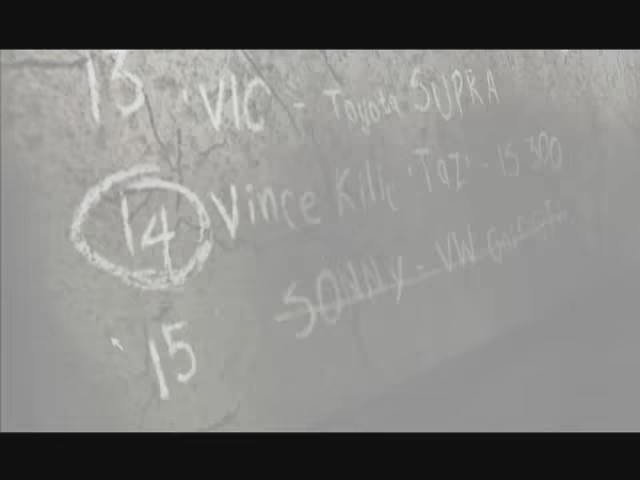 13 'VIC' - Toyota SUPRA
14 Vince Kilic 'Taz' - IS 300
15 SONNY - VW